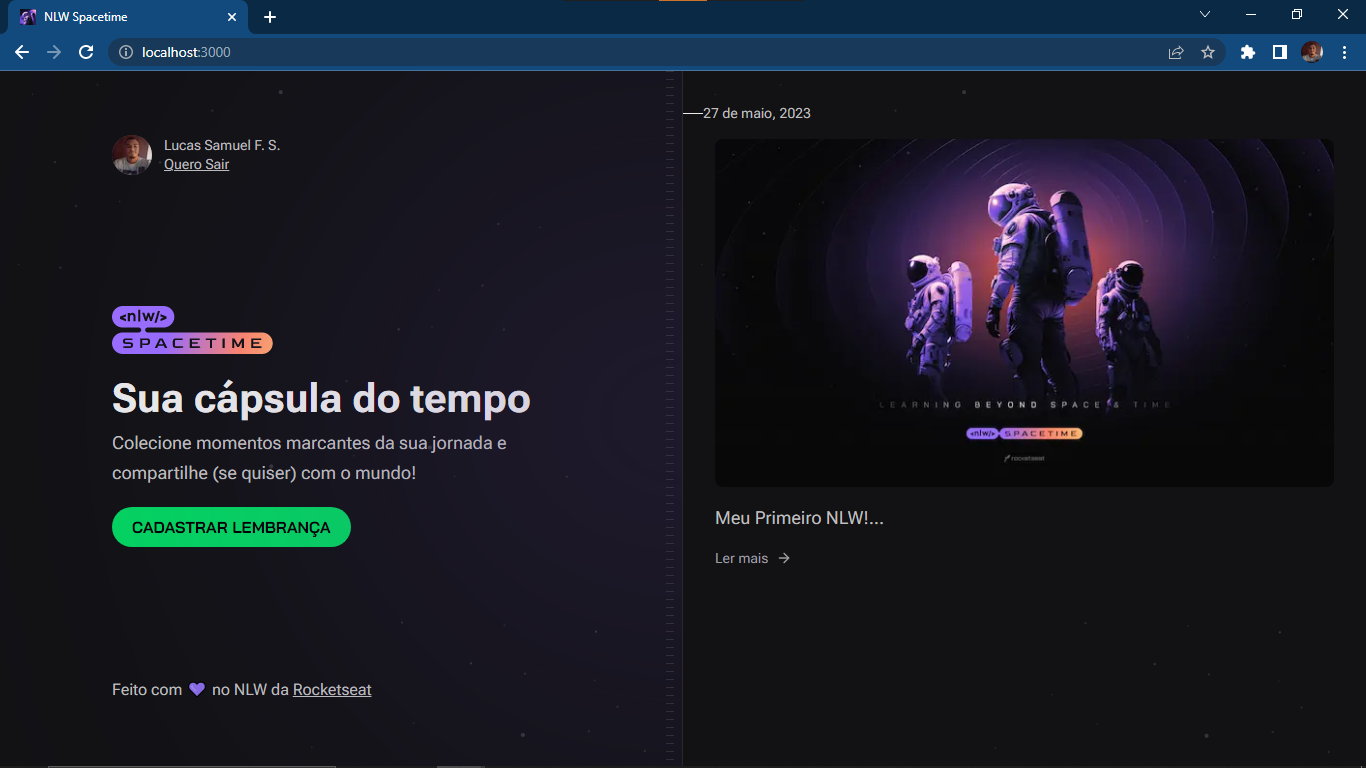 NLW Spacetime
localhost:3000
Lucas Samuel F. S.
Quero Sair
<nlw/>
SPACETIME
Sua cápsula do tempo
Colecione momentos marcantes da sua jornada e
compartilhe (se quiser) com o mundo!
CADASTRAR LEMBRANÇA
Feito com 💜 no NLW da Rocketseat
27 de maio, 2023
LEARNING BEYOND SPACE & TIME
<nlw/> SPACETIME
rocketseat
Meu Primeiro NLW!...
Ler mais →